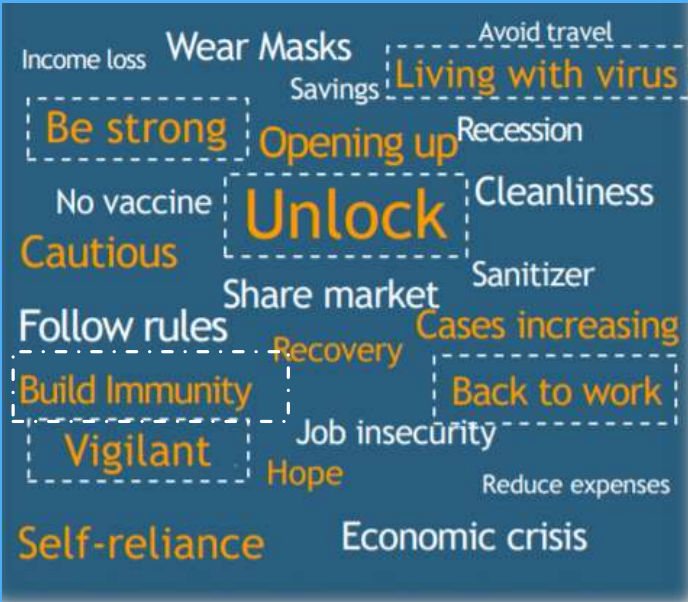 Avoid travel
Income loss
Wear Masks
Living with virus
Savings
Be strong
Opening up
Recession
No vaccine
Unlock
Cleanliness
Cautious
Sanitizer
Share market
Follow rules
Cases increasing
Recovery
Build Immunity
Back to work
Job insecurity
Vigilant
Hope
Reduce expenses
Self-reliance
Economic crisis